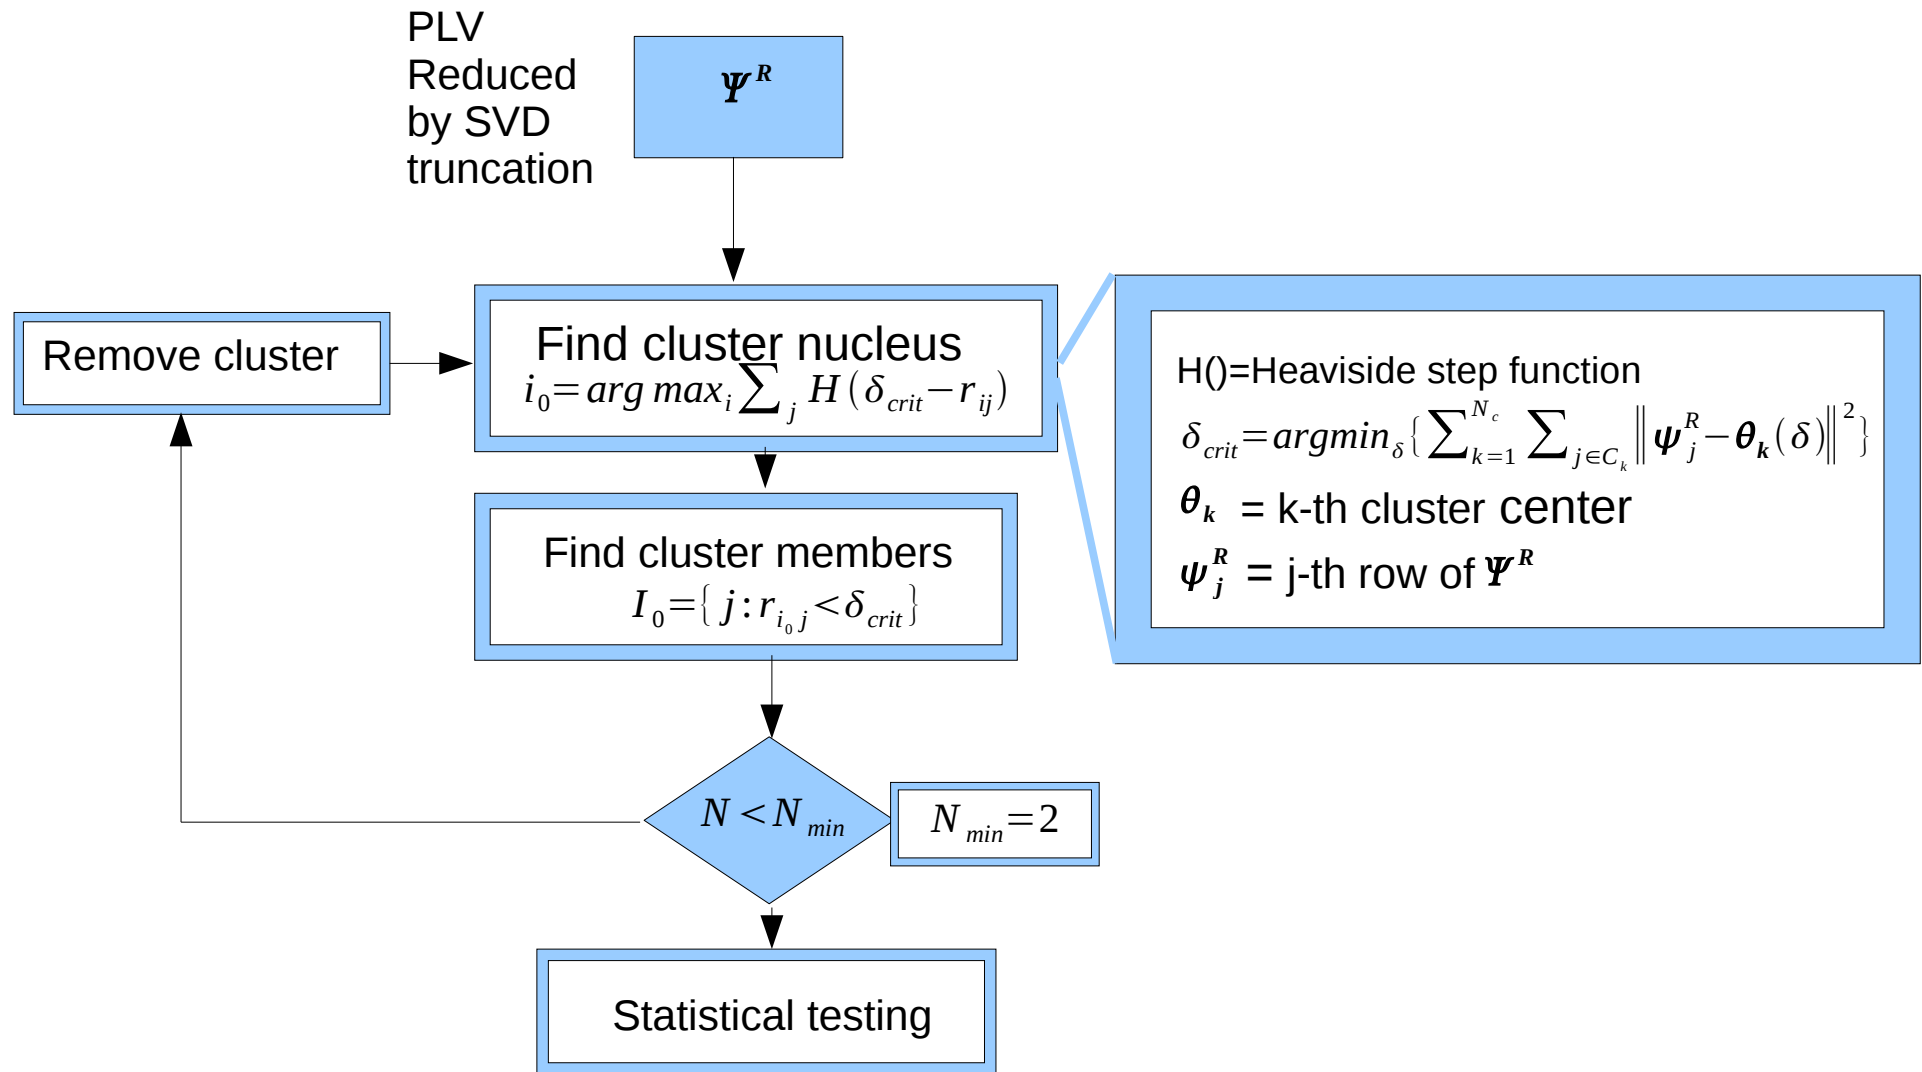 PLV
Reduced
by SVD
truncation
Ψ^R
Remove cluster
Find cluster nucleus
i_0=arg max_i ∑_j H(δ_crit−r_ij)
H()=Heaviside step function
δ_crit=argmin_δ{∑_{k=1}^{N_c} ∑_{j∈C_k} ‖ψ_j^R−θ_k(δ)‖^2}
θ_k = k-th cluster center
ψ_j^R = j-th row of Ψ^R
Find cluster members
I_0={j:r_{i_0 j}<δ_crit}
N<N_min
N_min=2
Statistical testing